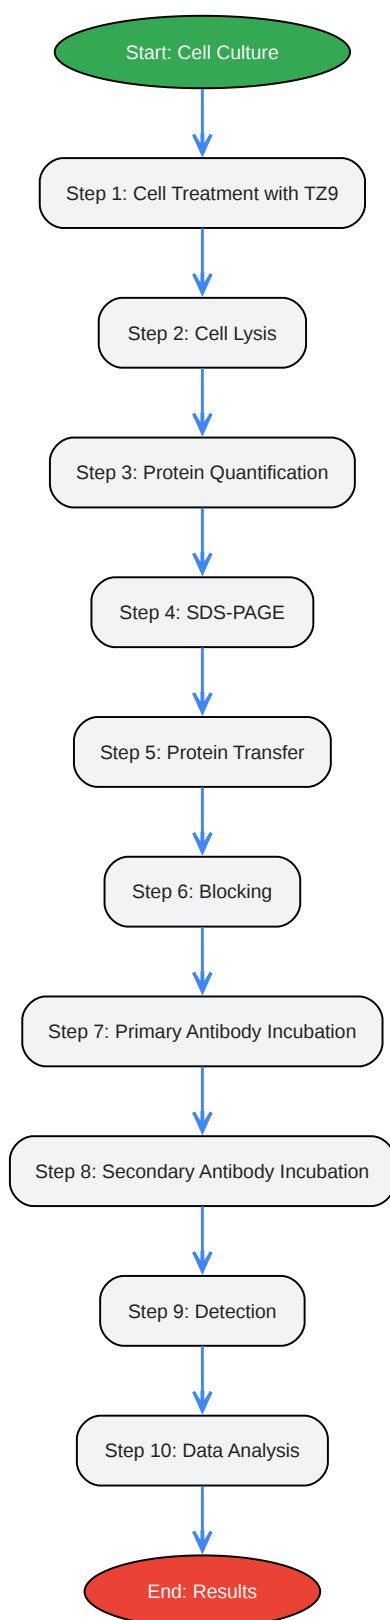 Start: Cell Culture
Step 1: Cell Treatment with TZ9
Step 2: Cell Lysis
Step 3: Protein Quantification
Step 4: SDS-PAGE
Step 5: Protein Transfer
Step 6: Blocking
Step 7: Primary Antibody Incubation
Step 8: Secondary Antibody Incubation
Step 9: Detection
Step 10: Data Analysis
End: Results